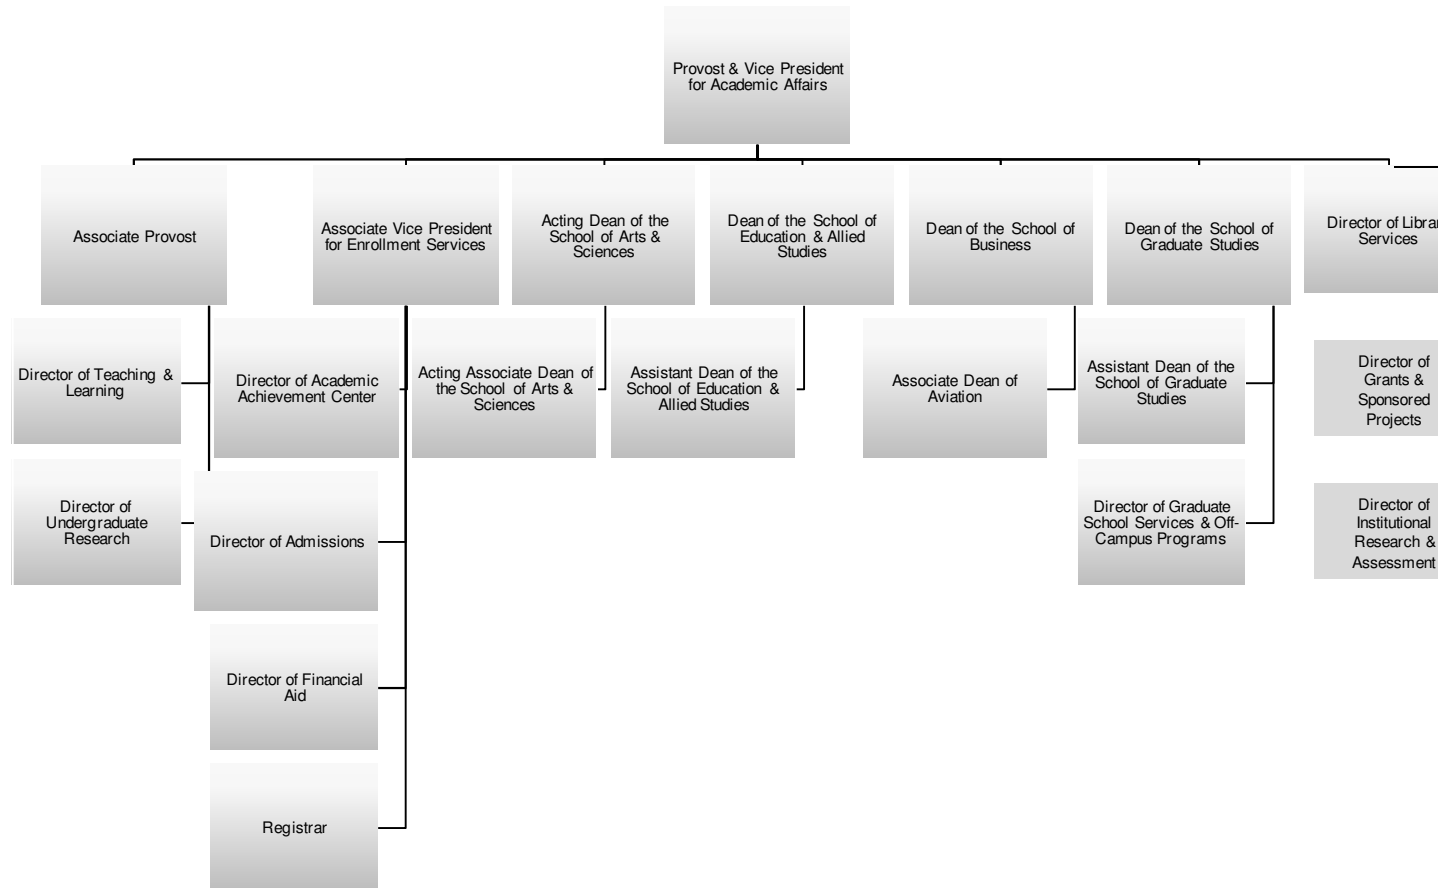 Provost & Vice President
for Academic Affairs
Associate Provost
Associate Vice President
for Enrollment Services
Acting Dean of the
School of Arts &
Sciences
Dean of the School of
Education & Allied
Studies
Dean of the School of
Business
Dean of the School of
Graduate Studies
Director of
Services
Director of Teaching &
Learning
Director of Academic
Achievement Center
Acting Associate Dean of
the School of Arts &
Sciences
Assistant Dean of the
School of Education &
Allied Studies
Associate Dean of
Aviation
Assistant Dean of the
School of Graduate
Studies
Director of
Grants &
Sponsored
Projects
Director of
Undergraduate
Research
Director of Admissions
Director of Graduate
School Services & Off-
Campus Programs
Director of
Institutional
Research &
Assessment
Director of Financial
Aid
Registrar